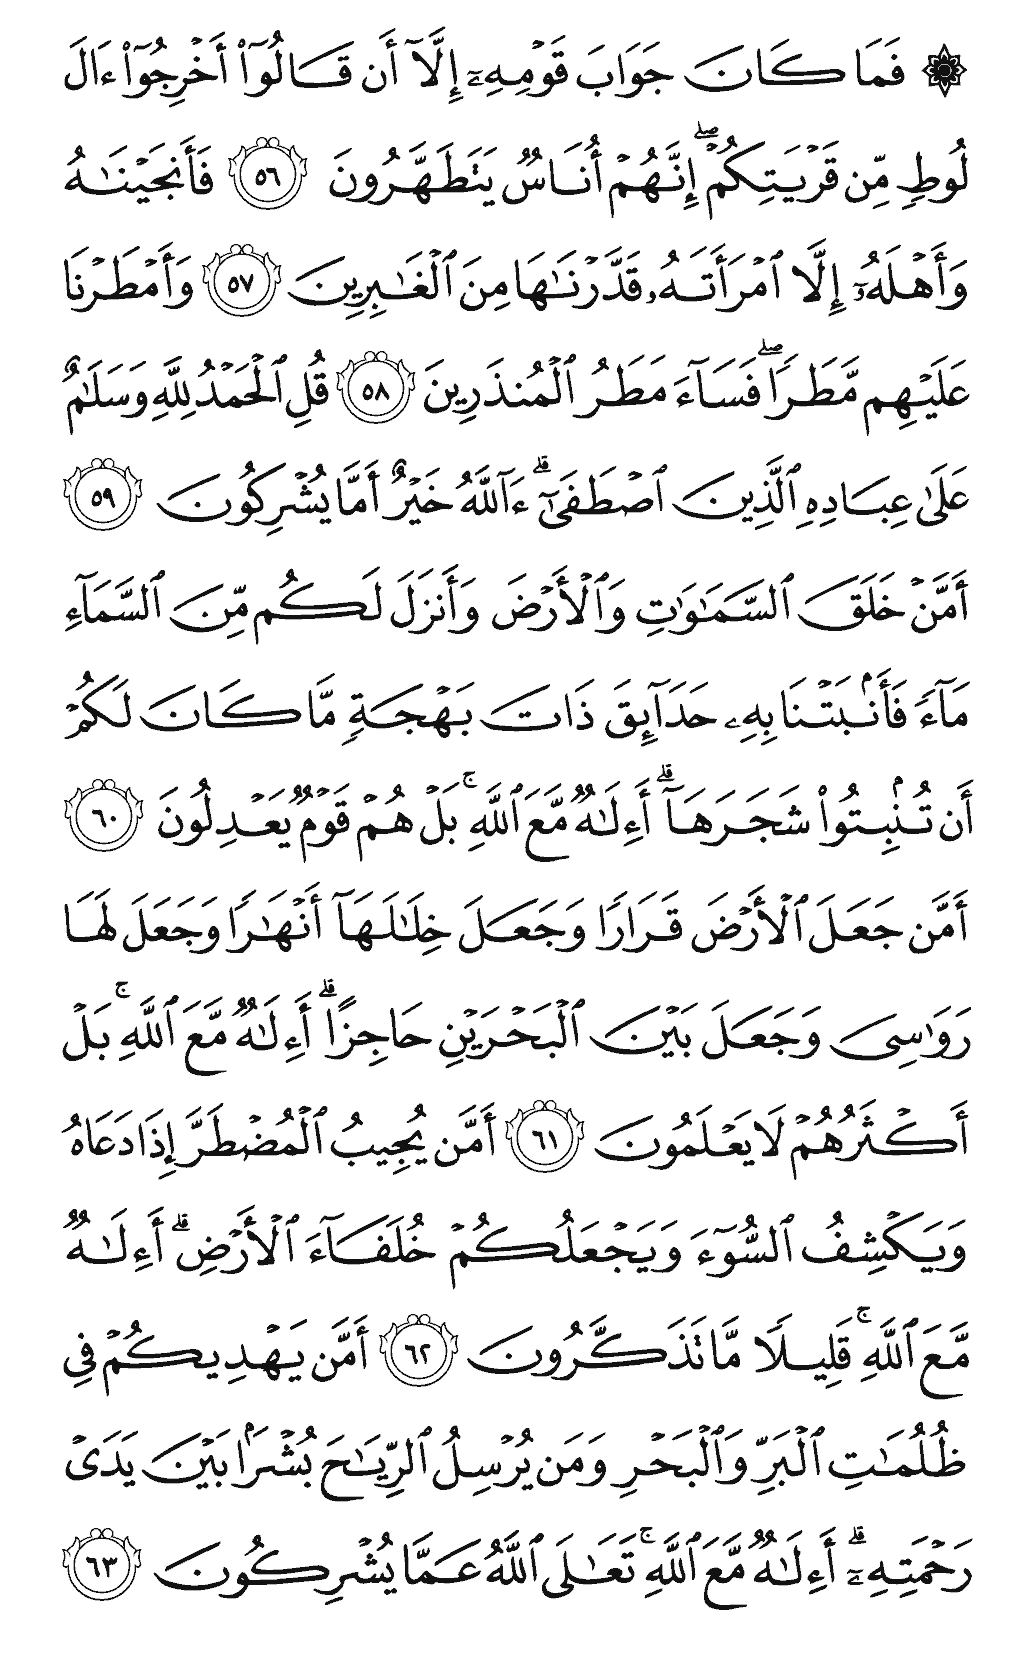 ۞ فَمَا كَانَ جَوَابَ قَوْمِهِۦٓ إِلَّآ أَن قَالُوٓا۟ أَخْرِجُوٓا۟ ءَالَ
لُوطٍ مِّن قَرْيَتِكُمْ ۖ إِنَّهُمْ أُنَاسٌ يَتَطَهَّرُونَ ٥٦ فَأَنجَيْنَـٰهُ
وَأَهْلَهُۥٓ إِلَّا ٱمْرَأَتَهُۥ قَدَّرْنَـٰهَا مِنَ ٱلْغَـٰبِرِينَ ٥٧ وَأَمْطَرْنَا
عَلَيْهِم مَّطَرًا ۖ فَسَآءَ مَطَرُ ٱلْمُنذَرِينَ ٥٨ قُلِ ٱلْحَمْدُ لِلَّهِ وَسَلَـٰمٌ
عَلَىٰ عِبَادِهِ ٱلَّذِينَ ٱصْطَفَىٰٓ ۗ ءَآللَّهُ خَيْرٌ أَمَّا يُشْرِكُونَ ٥٩
أَمَّنْ خَلَقَ ٱلسَّمَـٰوَٰتِ وَٱلْأَرْضَ وَأَنزَلَ لَكُم مِّنَ ٱلسَّمَآءِ
مَآءً فَأَنۢبَتْنَا بِهِۦ حَدَآئِقَ ذَاتَ بَهْجَةٍ مَّا كَانَ لَكُمْ
أَن تُنۢبِتُوا۟ شَجَرَهَآ ۗ أَءِلَـٰهٌ مَّعَ ٱللَّهِ ۚ بَلْ هُمْ قَوْمٌ يَعْدِلُونَ ٦٠
أَمَّن جَعَلَ ٱلْأَرْضَ قَرَارًا وَجَعَلَ خِلَـٰلَهَآ أَنْهَـٰرًا وَجَعَلَ لَهَا
رَوَٰسِىَ وَجَعَلَ بَيْنَ ٱلْبَحْرَيْنِ حَاجِزًا ۗ أَءِلَـٰهٌ مَّعَ ٱللَّهِ ۚ بَلْ
أَكْثَرُهُمْ لَا يَعْلَمُونَ ٦١ أَمَّن يُجِيبُ ٱلْمُضْطَرَّ إِذَا دَعَاهُ
وَيَكْشِفُ ٱلسُّوٓءَ وَيَجْعَلُكُمْ خُلَفَآءَ ٱلْأَرْضِ ۗ أَءِلَـٰهٌ
مَّعَ ٱللَّهِ ۚ قَلِيلًا مَّا تَذَكَّرُونَ ٦٢ أَمَّن يَهْدِيكُمْ فِى
ظُلُمَـٰتِ ٱلْبَرِّ وَٱلْبَحْرِ وَمَن يُرْسِلُ ٱلرِّيَـٰحَ بُشْرًۢا بَيْنَ يَدَىْ
رَحْمَتِهِۦٓ ۗ أَءِلَـٰهٌ مَّعَ ٱللَّهِ ۚ تَعَـٰلَى ٱللَّهُ عَمَّا يُشْرِكُونَ ٦٣